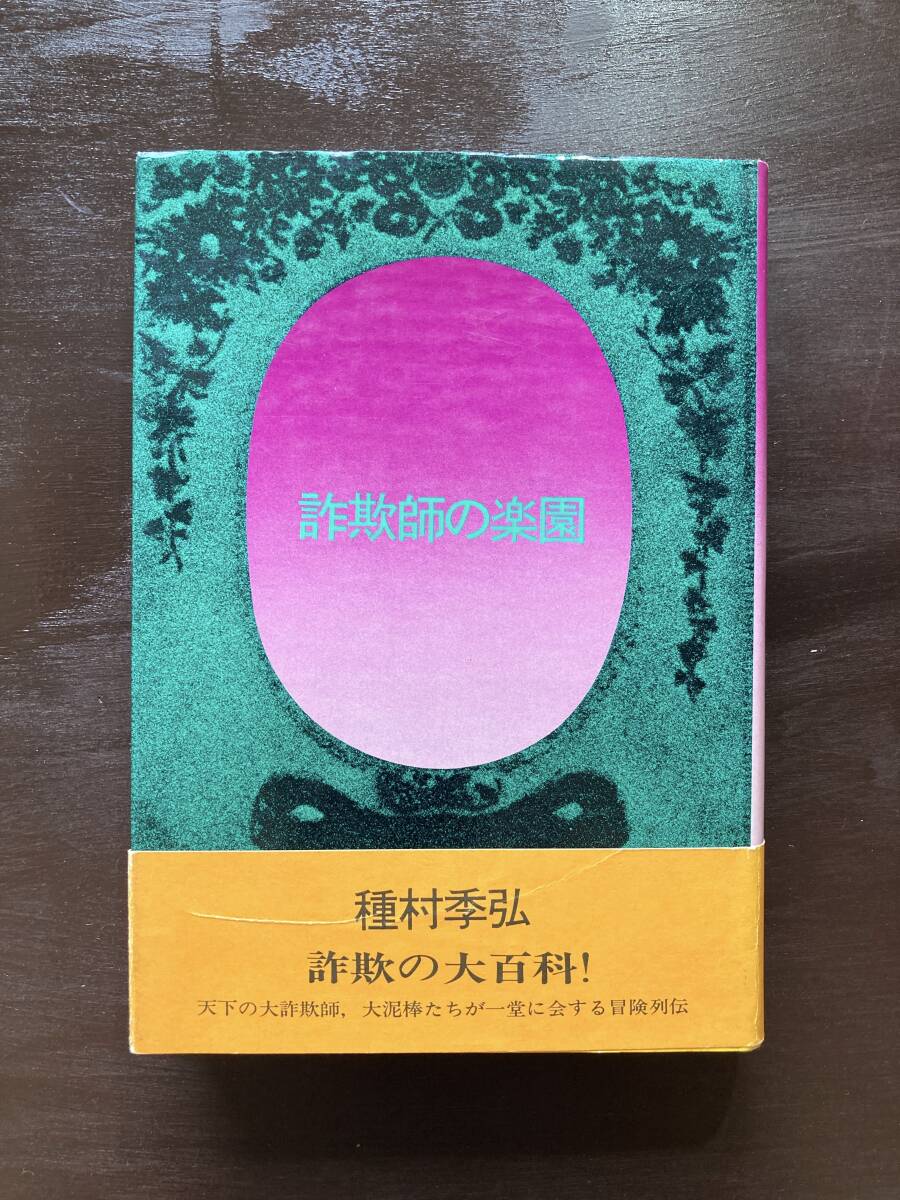 詐欺師の楽園
種村季弘
詐欺の大百科!
天下の大詐欺師，大泥棒たちが一堂に会する冒険列伝